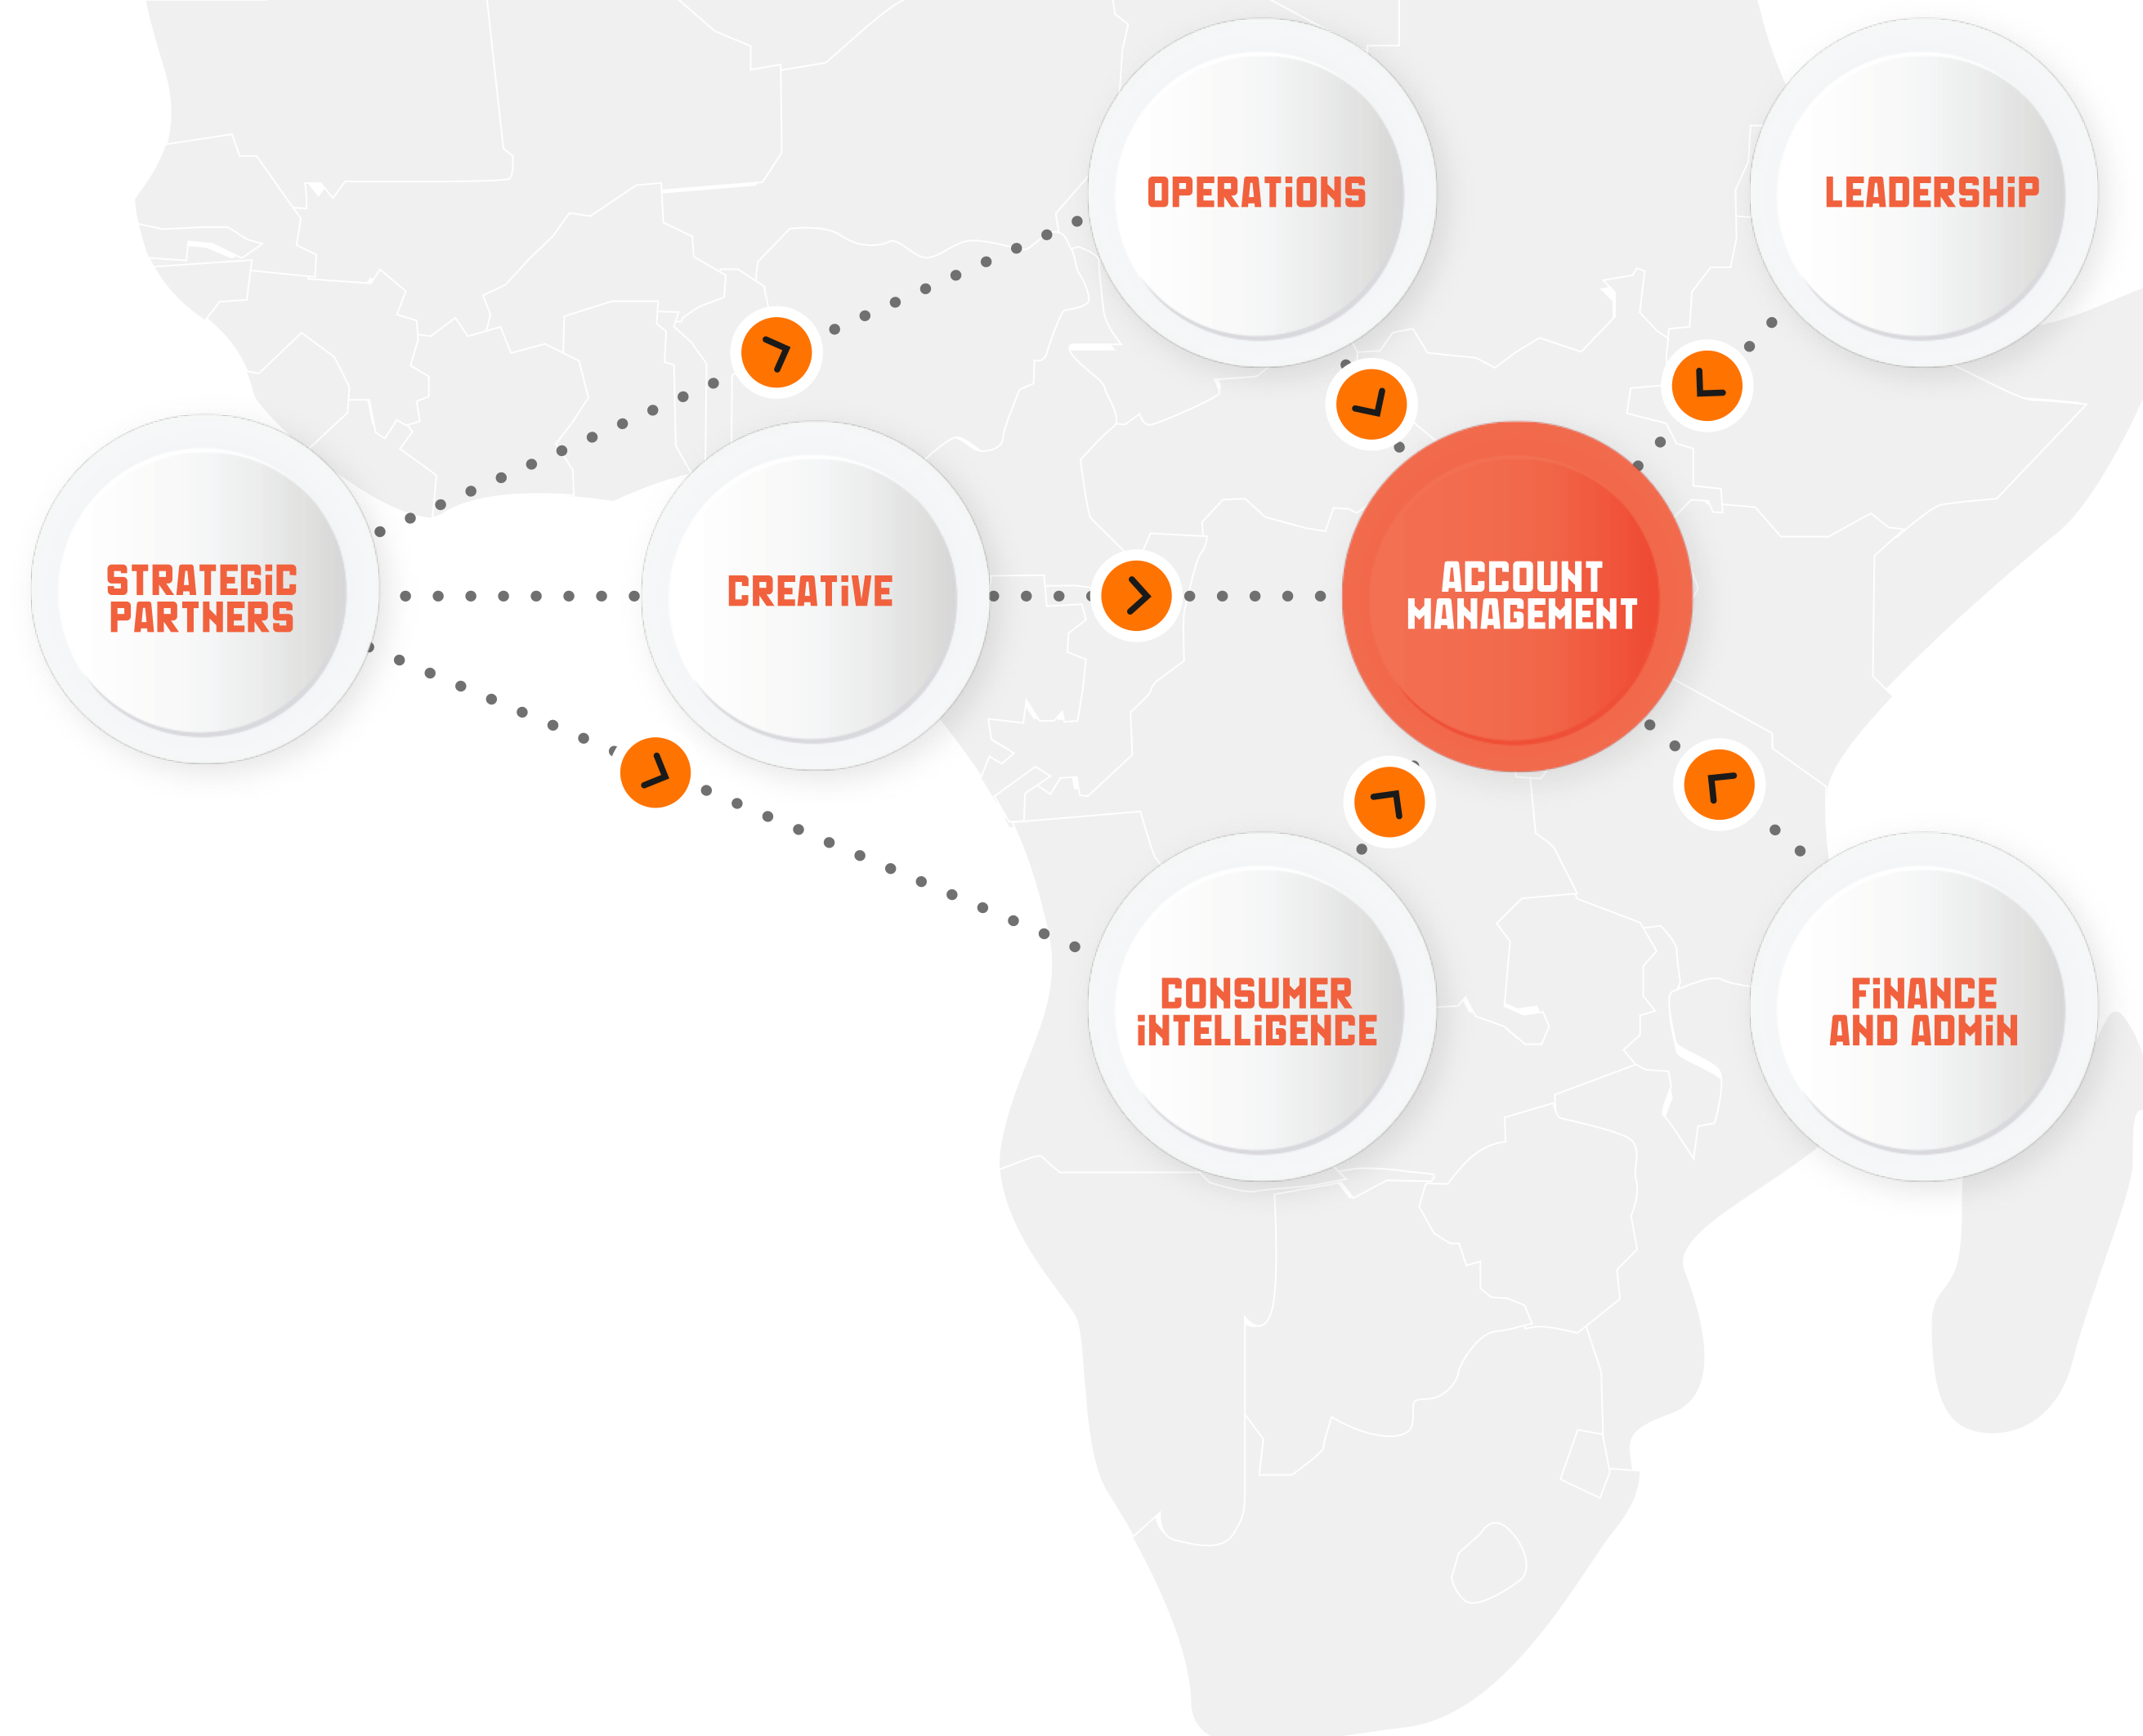 OPERATiONS
LEADERSHiP
STRATEGiC
PARTNERS
CREATiVE
ACCOUNT
MANAGEMENT
CONSUMER
iNTELLiGENCE
FiNANCE
AND ADMiN